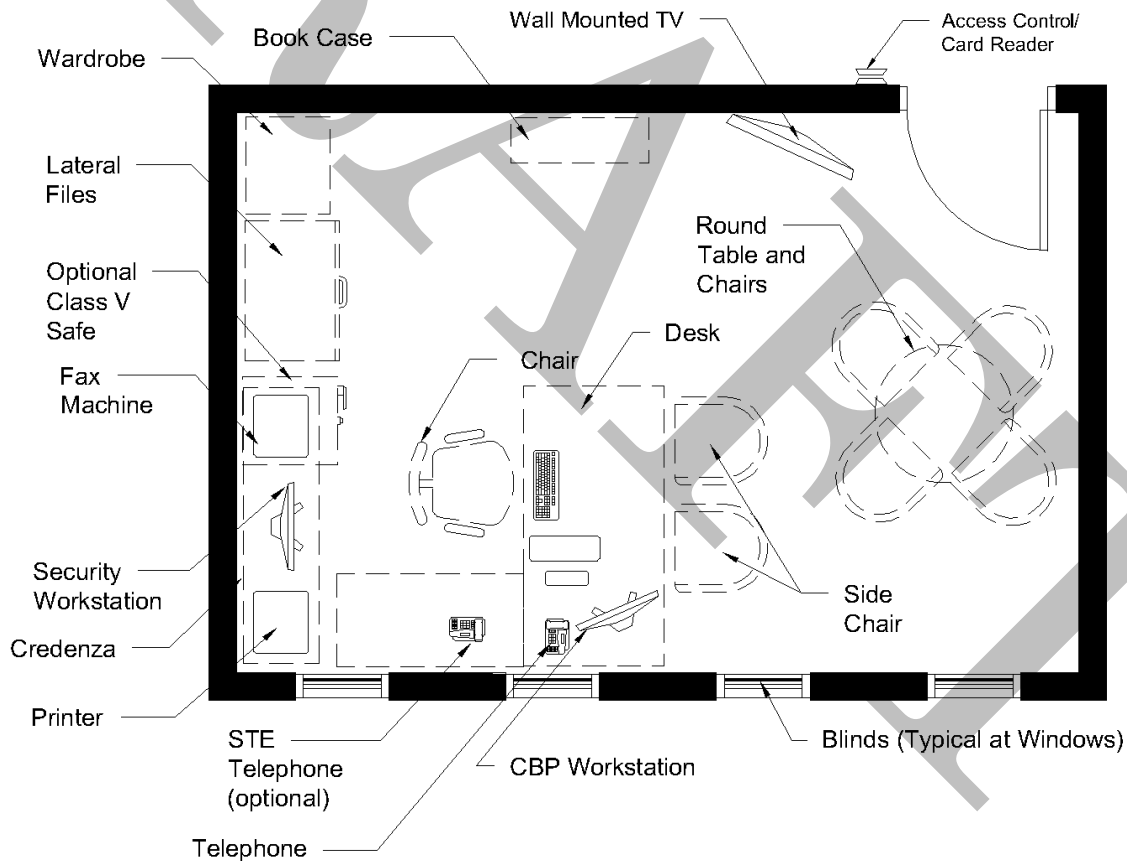 Wall Mounted TV
Access Control/
Card Reader
Book Case
Wardrobe
Lateral
Files
Round
Table and
Chairs
Optional
Class V
Safe
Desk
Chair
Fax
Machine
Security
Workstation
Side
Chair
Credenza
Printer
STE
Telephone
(optional)
CBP Workstation
Blinds (Typical at Windows)
Telephone